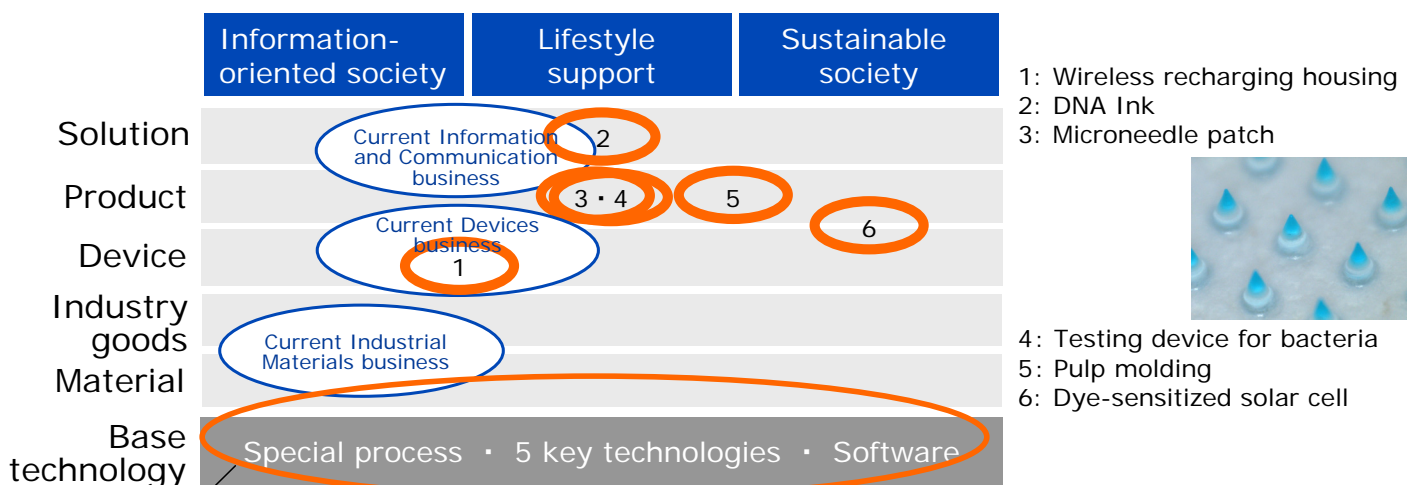 Information-
oriented society
Lifestyle
support
Sustainable
society
Solution
Product
Device
Industry
goods
Material
Base
technology
Current Information
and Communication
business
2
3・4
5
6
Current Devices
business
1
Current Industrial
Materials business
Special process ・ 5 key technologies ・ Software
1: Wireless recharging housing
2: DNA Ink
3: Microneedle patch
4: Testing device for bacteria
5: Pulp molding
6: Dye-sensitized solar cell